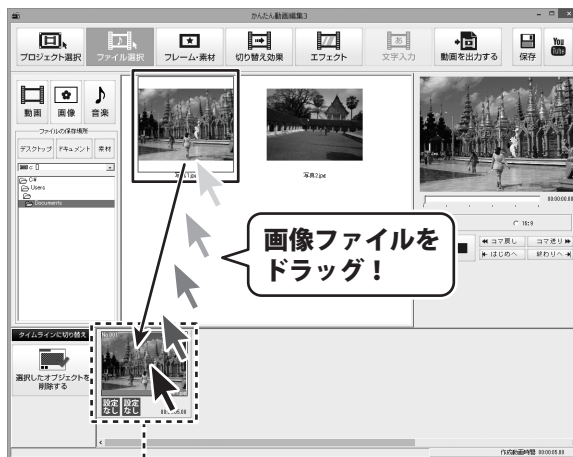 かんたん動画編集3
プロジェクト選択
ファイル選択
フレーム・素材
切り替え効果
エフェクト
あ
文字入力
動画を出力する
保存
You
Tube
動画
画像
音楽
ファイルの保存場所
デスクトップ
ドキュメント
素材
c: []
C:¥
Users
Documents
写真1.jpg
写真2.jpg
00:00:00.00
16:9
コマ戻し
コマ送り
はじめへ
終わりへ
画像ファイルを
ドラッグ！
タイムラインに切り替え
選択したオブジェクトを
削除する
No.001
設定
なし
設定
なし
00:00:05.00
作成動画時間 00:00:05.00